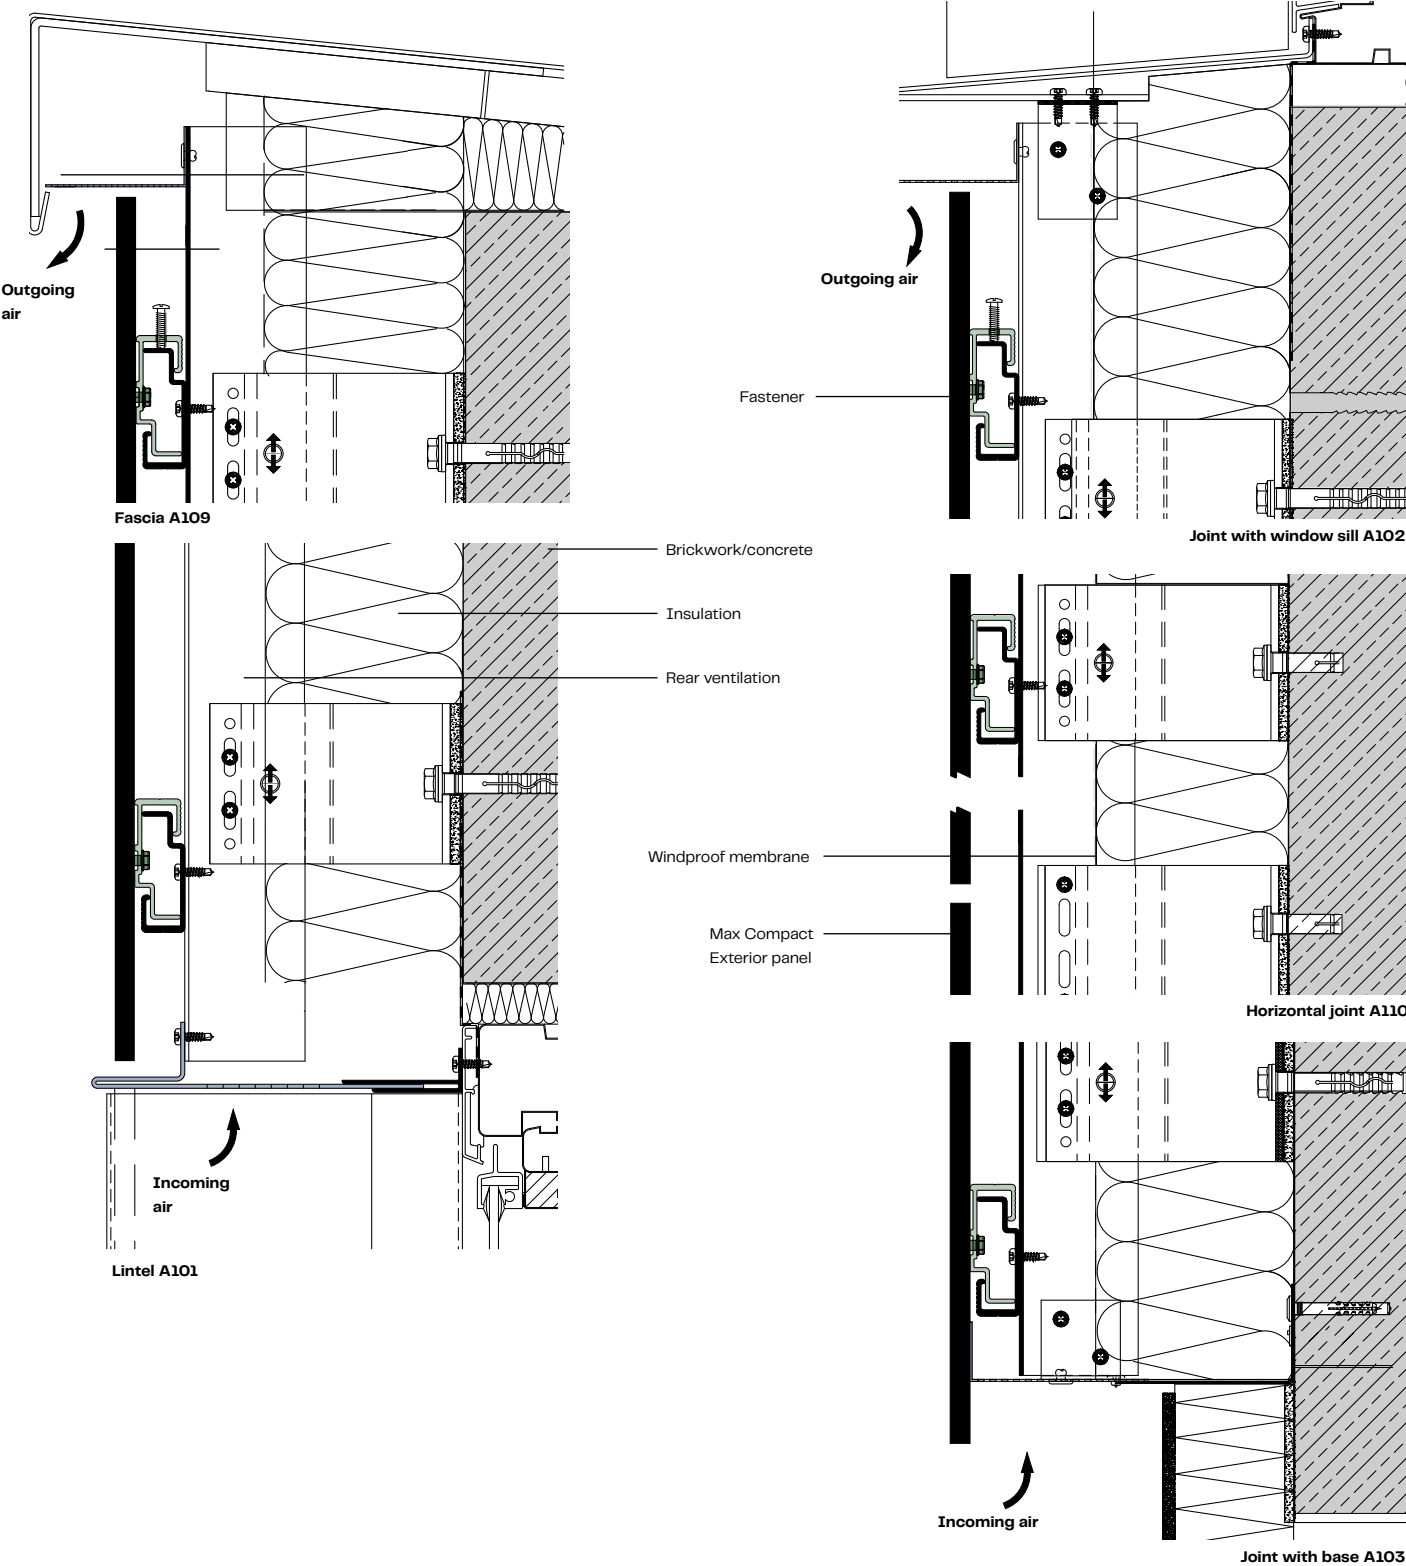 Outgoing
air
Fascia A109
Brickwork/concrete
Insulation
Rear ventilation
Incoming
air
Lintel A101
Outgoing air
Fastener
Joint with window sill A102
Windproof membrane
Max Compact
Exterior panel
Horizontal joint A110
Incoming air
Joint with base A103